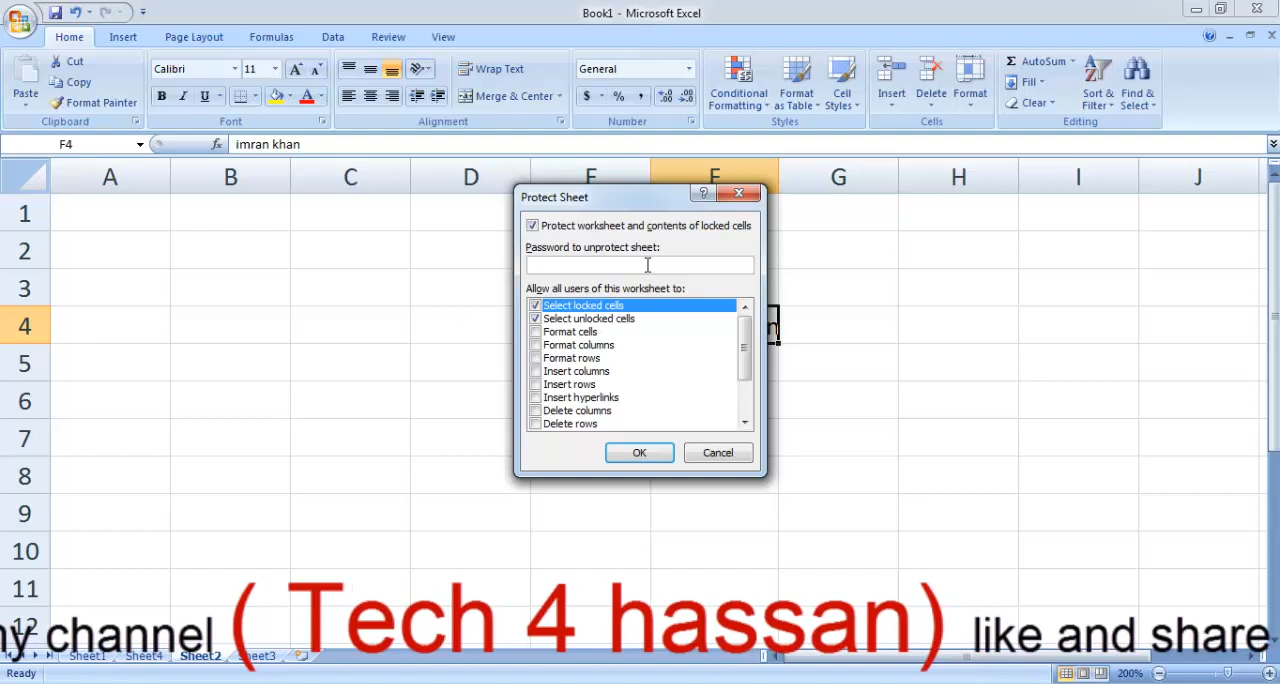 Book1 - Microsoft Excel
Home Insert Page Layout Formulas Data Review View
Paste
Cut
Copy
Format Painter
Clipboard
Calibri 11
B I U
Font
Wrap Text
Merge & Center
Alignment
General
$ % ,
Number
Conditional Formatting
Format as Table
Cell Styles
Styles
Insert Delete Format
Cells
AutoSum
Fill
Clear
Sort & Filter
Find & Select
Editing
F4 fx imran khan
A B C D E F G H I J
1
2
3
4
5
6
7
8
9
10
11
12
Protect Sheet
Protect worksheet and contents of locked cells
Password to unprotect sheet:
Allow all users of this worksheet to:
Select locked cells
Select unlocked cells
Format cells
Format columns
Format rows
Insert columns
Insert rows
Insert hyperlinks
Delete columns
Delete rows
OK Cancel
channel ( Tech 4 hassan) like and share
Sheet1 Sheet4 Sheet2 Sheet3
Ready 200%